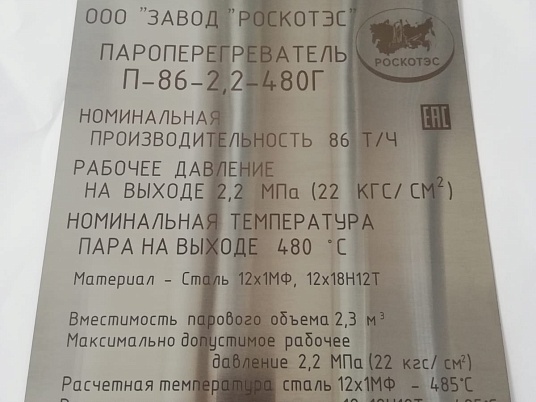 ООО "ЗАВОД "РОСКОТЭС"
РОСКОТЭС
ПАРОПЕРЕГРЕВАТЕЛЬ
П-86-2,2-480Г
НОМИНАЛЬНАЯ
ПРОИЗВОДИТЕЛЬНОСТЬ 86 Т/Ч
EAC
РАБОЧЕЕ ДАВЛЕНИЕ
НА ВЫХОДЕ 2,2 МПа (22 КГС/СМ²)
НОМИНАЛЬНАЯ ТЕМПЕРАТУРА
ПАРА НА ВЫХОДЕ 480 °С
Материал - Сталь 12х1МФ, 12х18Н12Т
Вместимость парового объема 2,3 м³
Максимально допустимое рабочее
давление 2,2 МПа (22 кгс/см²)
Расчетная температура сталь 12х1МФ - 485°С